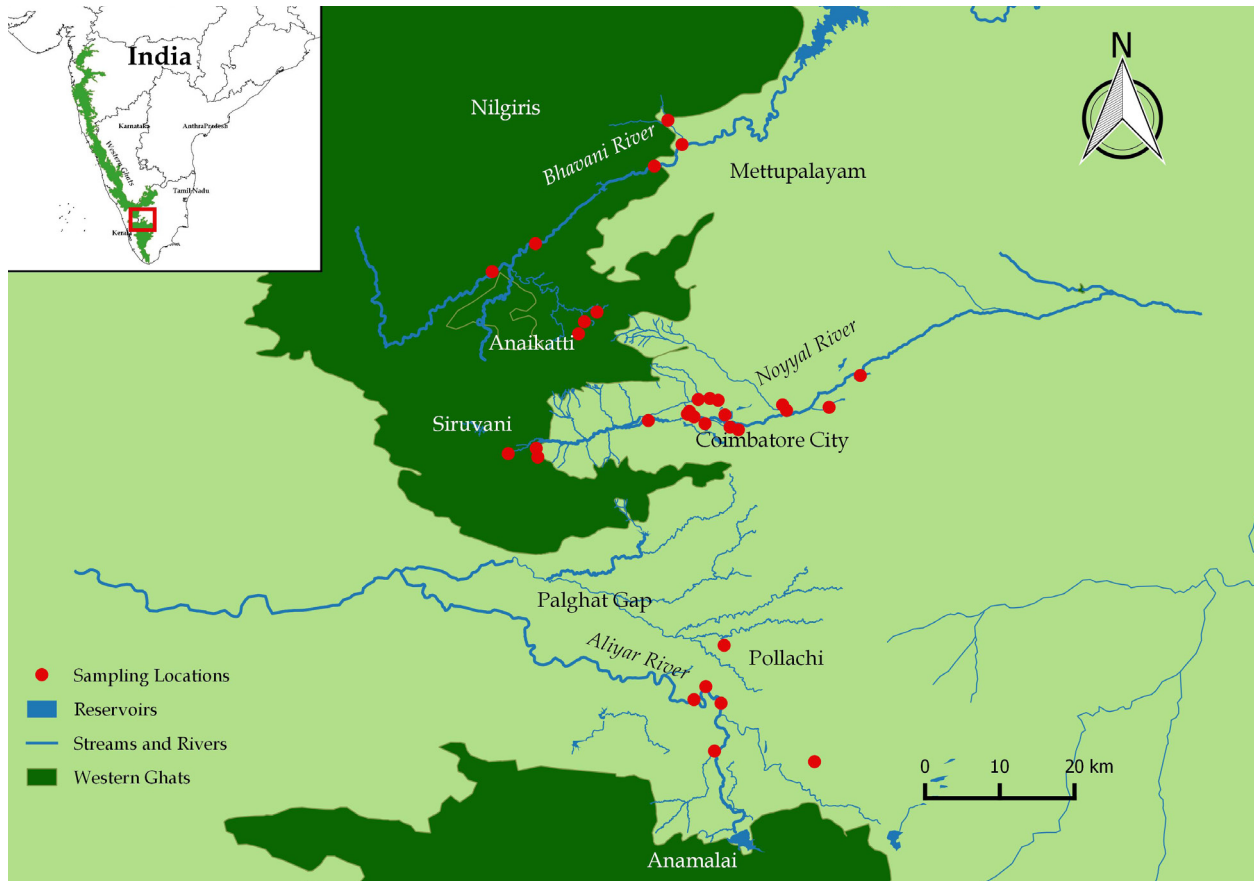 India
Karnataka
AnthraPradesh
Western Ghats
Tamil Nadu
Kerala
N
Nilgiris
Bhavani River
Mettupalayam
Anaikatti
Noyyal River
Siruvani
Coimbatore City
Palghat Gap
Aliyar River
Pollachi
Sampling Locations
Reservoirs
Streams and Rivers
Western Ghats
0 10 20 km
Anamalai